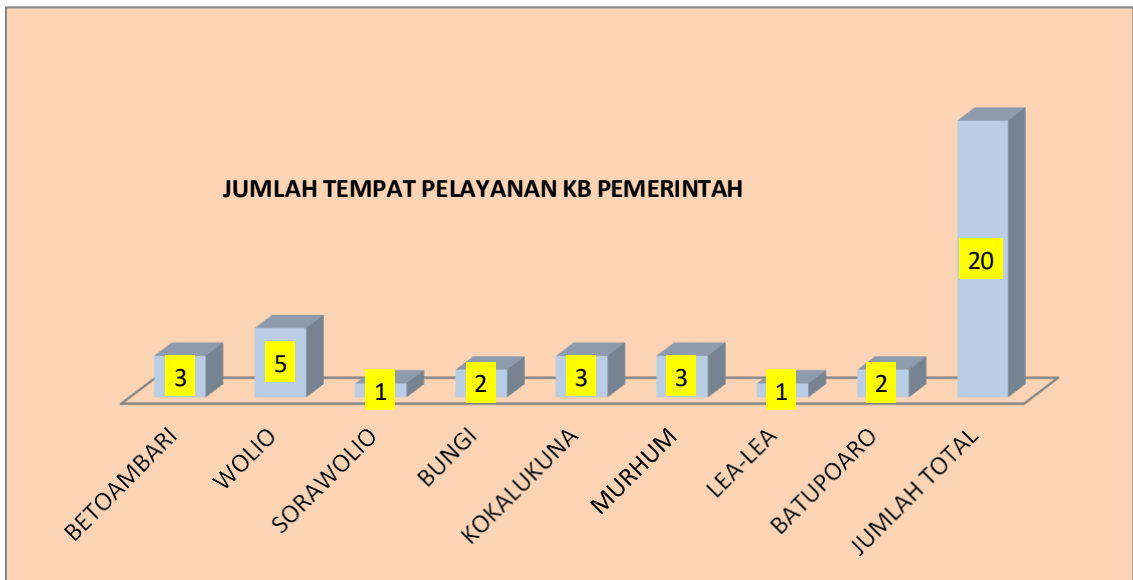 JUMLAH TEMPAT PELAYANAN KB PEMERINTAH
20
3
5
1
2
3
3
1
2
BETOAMBARI
WOLIO
SORAWOLIO
BUNGI
KOKALUKUNA
MURHUM
LEA-LEA
BATUPOARO
JUMLAH TOTAL